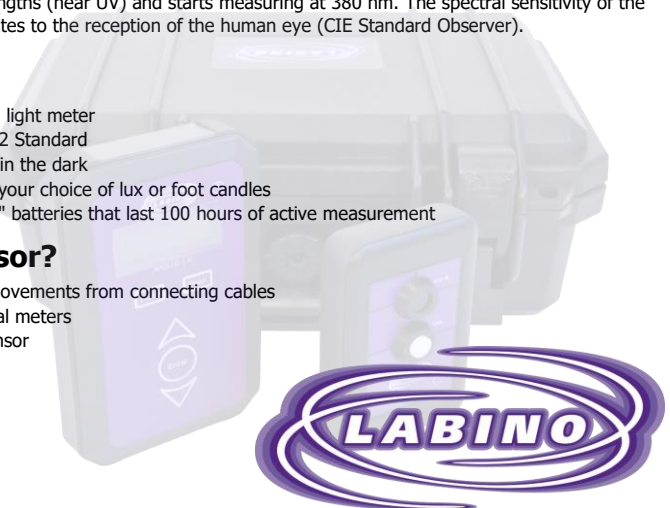 ngths (near UV) and starts measuring at 380 nm. The spectral sensitivity of the
tes to the reception of the human eye (CIE Standard Observer).
light meter
2 Standard
in the dark
your choice of lux or foot candles
" batteries that last 100 hours of active measurement
sor?
ovements from connecting cables
al meters
nsor
LABINO